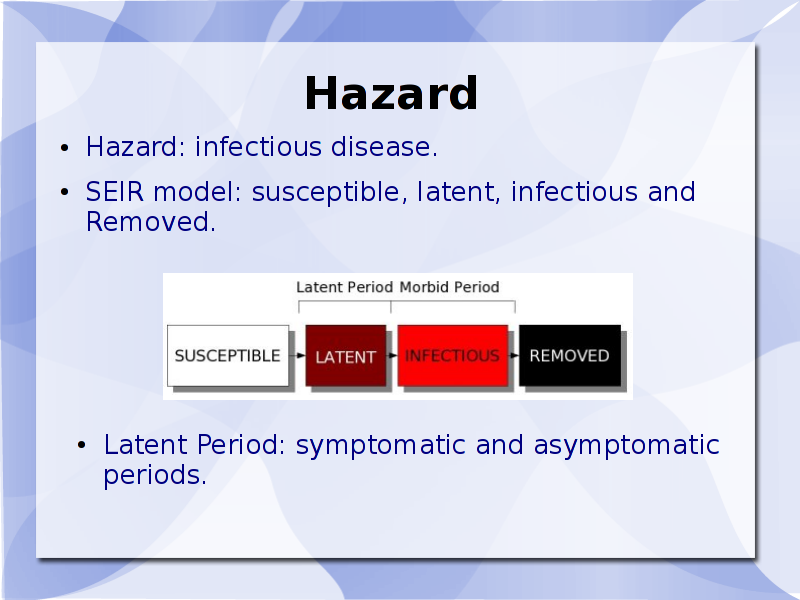 Hazard
• Hazard: infectious disease.
• SEIR model: susceptible, latent, infectious and
Removed.
Latent Period Morbid Period
SUSCEPTIBLE LATENT INFECTIOUS REMOVED
• Latent Period: symptomatic and asymptomatic
periods.